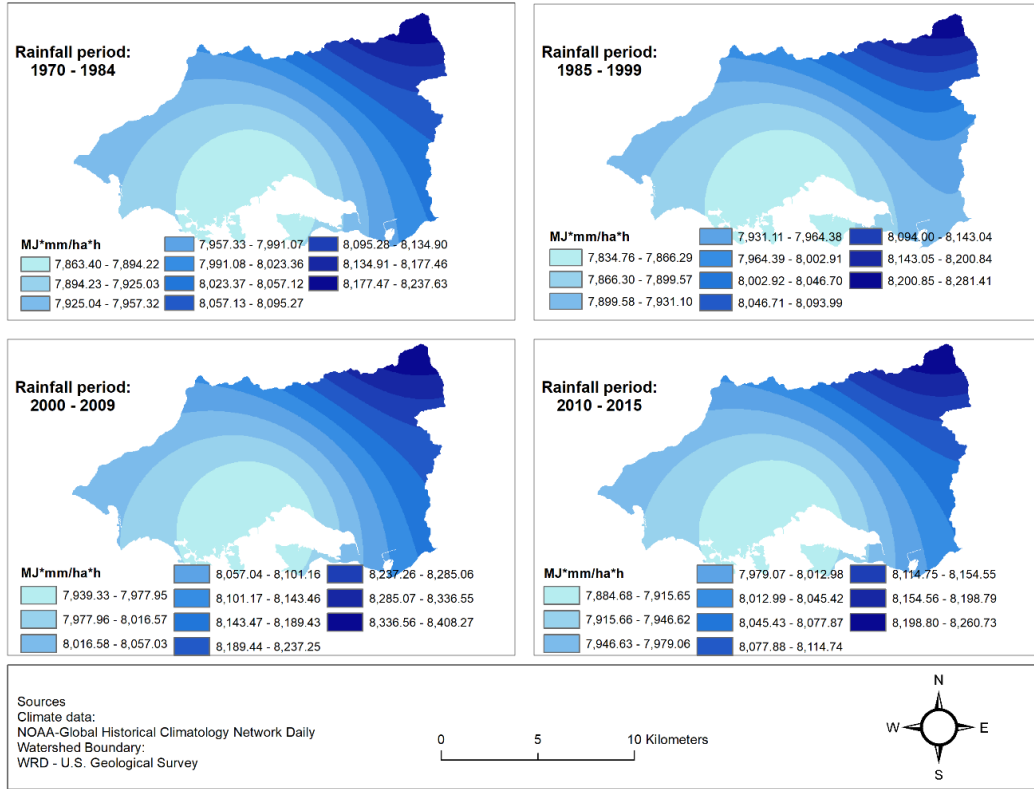 Rainfall period:
1970 - 1984
MJ*mm/ha*h
7,863.40 - 7,894.22
7,894.23 - 7,925.03
7,925.04 - 7,957.32
7,957.33 - 7,991.07
7,991.08 - 8,023.36
8,023.37 - 8,057.12
8,057.13 - 8,095.27
8,095.28 - 8,134.90
8,134.91 - 8,177.46
8,177.47 - 8,237.63
Rainfall period:
1985 - 1999
MJ*mm/ha*h
7,834.76 - 7,866.29
7,866.30 - 7,899.57
7,899.58 - 7,931.10
7,931.11 - 7,964.38
7,964.39 - 8,002.91
8,002.92 - 8,046.70
8,046.71 - 8,093.99
8,094.00 - 8,143.04
8,143.05 - 8,200.84
8,200.85 - 8,281.41
Rainfall period:
2000 - 2009
MJ*mm/ha*h
7,939.33 - 7,977.95
7,977.96 - 8,016.57
8,016.58 - 8,057.03
8,057.04 - 8,101.16
8,101.17 - 8,143.46
8,143.47 - 8,189.43
8,189.44 - 8,237.25
8,237.26 - 8,285.06
8,285.07 - 8,336.55
8,336.56 - 8,408.27
Rainfall period:
2010 - 2015
MJ*mm/ha*h
7,884.68 - 7,915.65
7,915.66 - 7,946.62
7,946.63 - 7,979.06
7,979.07 - 8,012.98
8,012.99 - 8,045.42
8,045.43 - 8,077.87
8,077.88 - 8,114.74
8,114.75 - 8,154.55
8,154.56 - 8,198.79
8,198.80 - 8,260.73
Sources
Climate data:
NOAA-Global Historical Climatology Network Daily
Watershed Boundary:
WRD - U.S. Geological Survey
0 5 10 Kilometers
N
W E
S